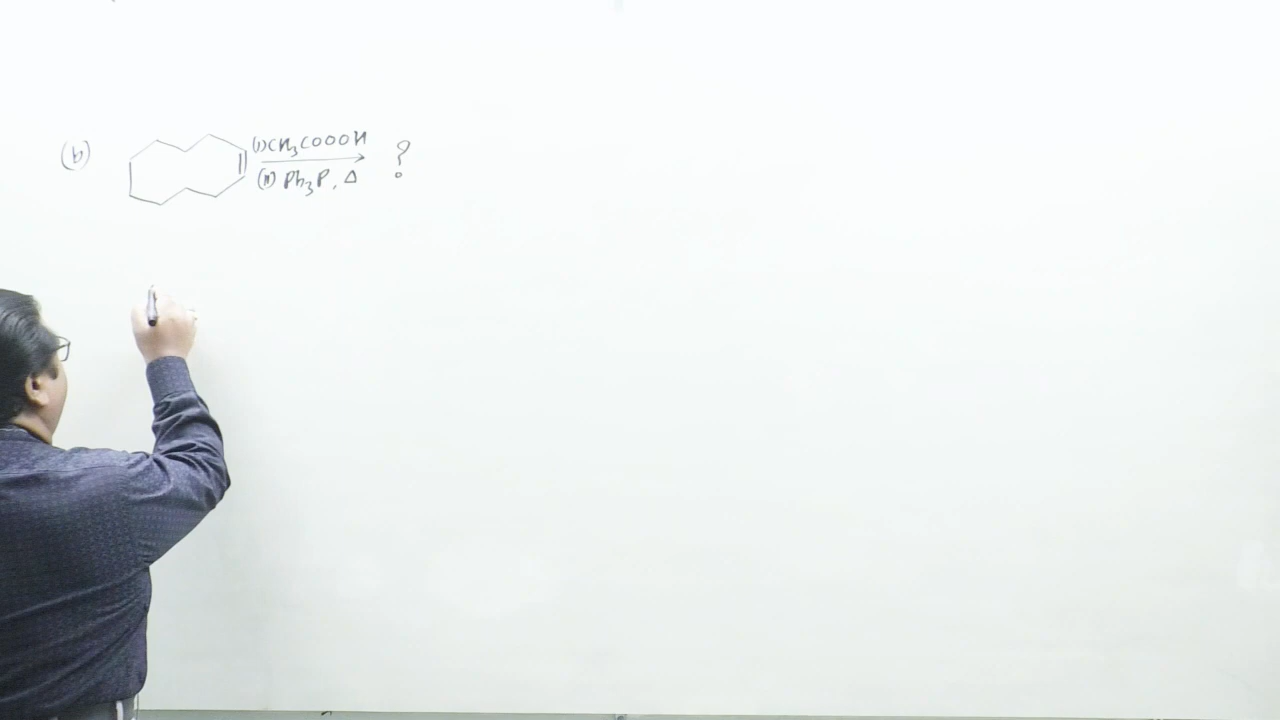 (b) (i) CH3COOOH ?
(ii) Ph3P, Δ